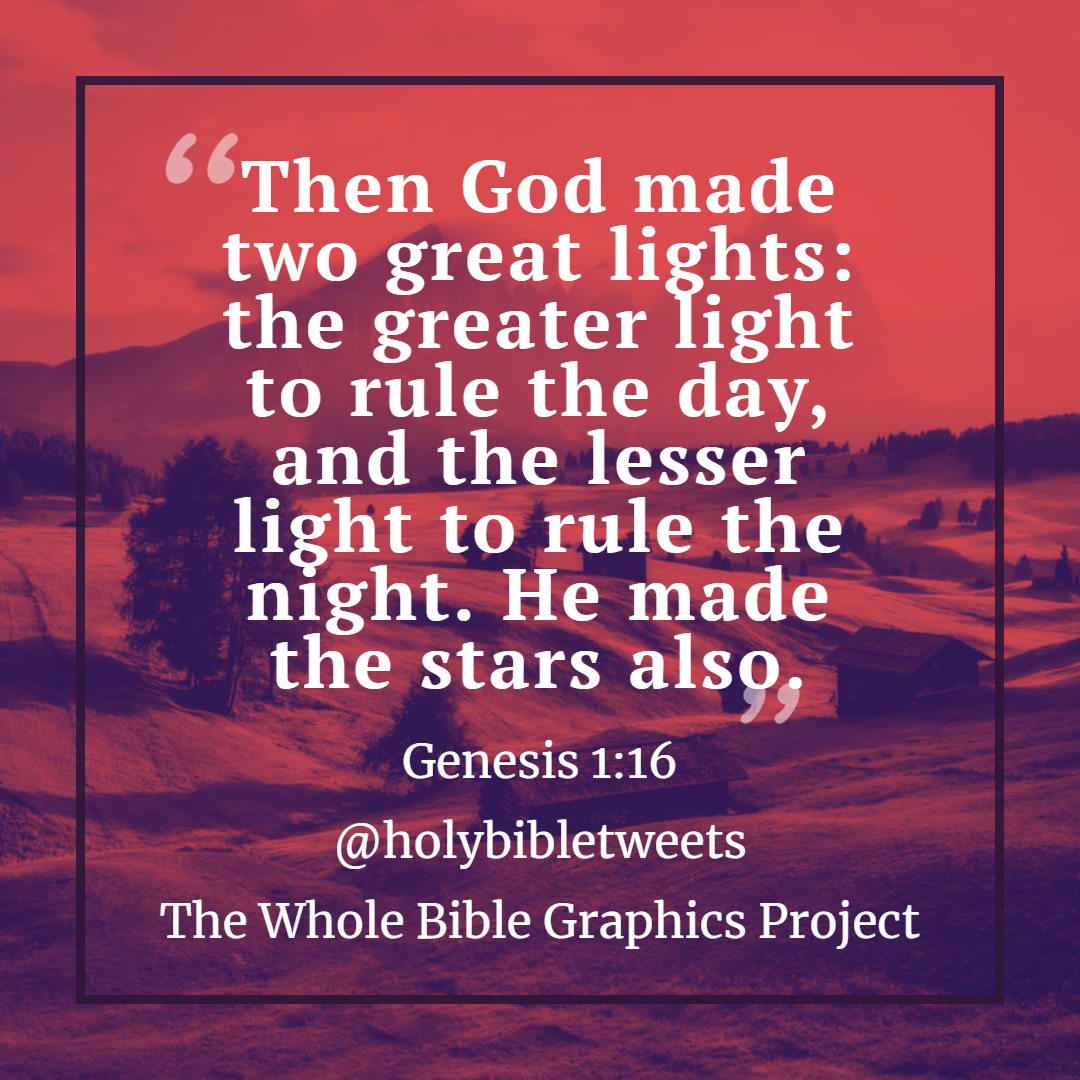 “Then God made
two great lights:
the greater light
to rule the day,
and the lesser
light to rule the
night. He made
the stars also.”
Genesis 1:16
@holybibletweets
The Whole Bible Graphics Project